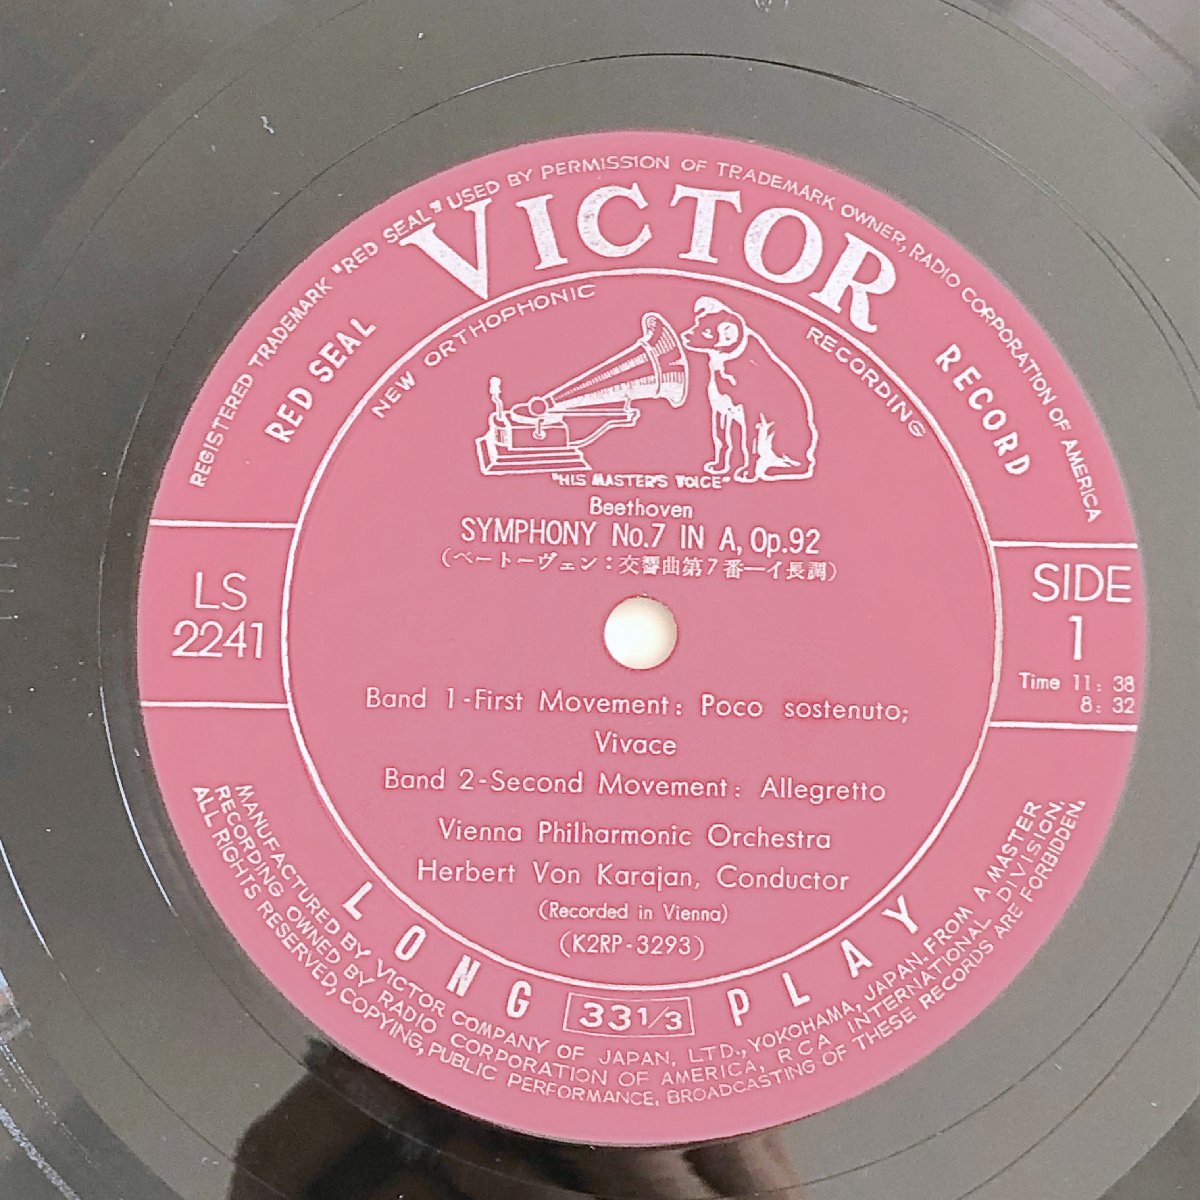 REGISTERED TRADEMARK "RED SEAL" USED BY PERMISSION OF TRADEMARK OWNER, RADIO CORPORATION OF AMERICA
VICTOR
RED SEAL
RECORD
NEW ORTHOPHONIC
RECORDING
"HIS MASTER'S VOICE"
Beethoven
SYMPHONY No.7 IN A, Op.92
(ベートーヴェン：交響曲第7番―イ長調)
LS
2241
SIDE
1
Time 11: 38
8: 32
Band 1-First Movement: Poco sostenuto;
Vivace
Band 2-Second Movement: Allegretto
Vienna Philharmonic Orchestra
Herbert Von Karajan, Conductor
(Recorded in Vienna)
(K2RP-3293)
LONG 33 1/3 PLAY
MANUFACTURED BY VICTOR COMPANY OF JAPAN, LTD., YOKOHAMA, JAPAN, FROM A MASTER
RECORDING OWNED BY RADIO CORPORATION OF AMERICA, RCA INTERNATIONAL DIVISION.
ALL RIGHTS RESERVED, COPYING, PUBLIC PERFORMANCE, BROADCASTING OF THESE RECORDS ARE FORBIDDEN.